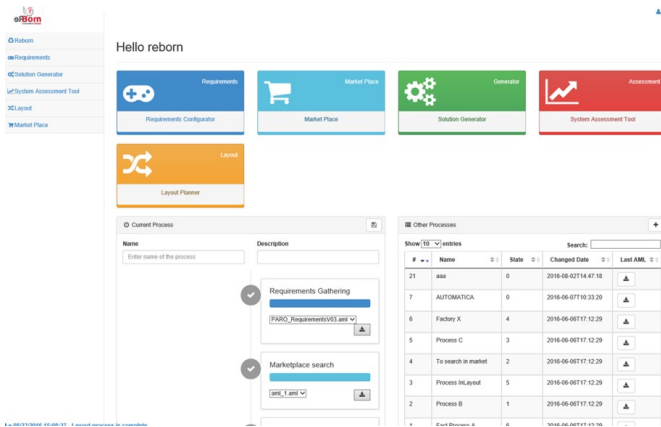 reBorn
Reborn
Requirements
Solution Generator
System Assessment Tool
Layout
Market Place
Hello reborn
Requirements
Requirements Configurator
Market Place
Market Place
Generator
Solution Generator
Assessment
System Assessment Tool
Layout
Layout Planner
Current Process
Name Description
Enter name of the process
Requirements Gathering
PARO_RequirementsV03.aml
Marketplace search
aml_1.aml
Other Processes
Show 10 entries Search:
# Name State Changed Date Last AML
21 aaa 0 2016-08-02T14:47.18
7 AUTOMATICA 0 2016-06-07T10:33.20
6 Factory X 4 2016-06-06T17:12.29
5 Process C 3 2016-06-06T17:12.29
4 To search in market 2 2016-06-06T17:12.29
3 Process InLayout 5 2016-06-06T17:12.29
2 Process B 1 2016-06-06T17:12.29